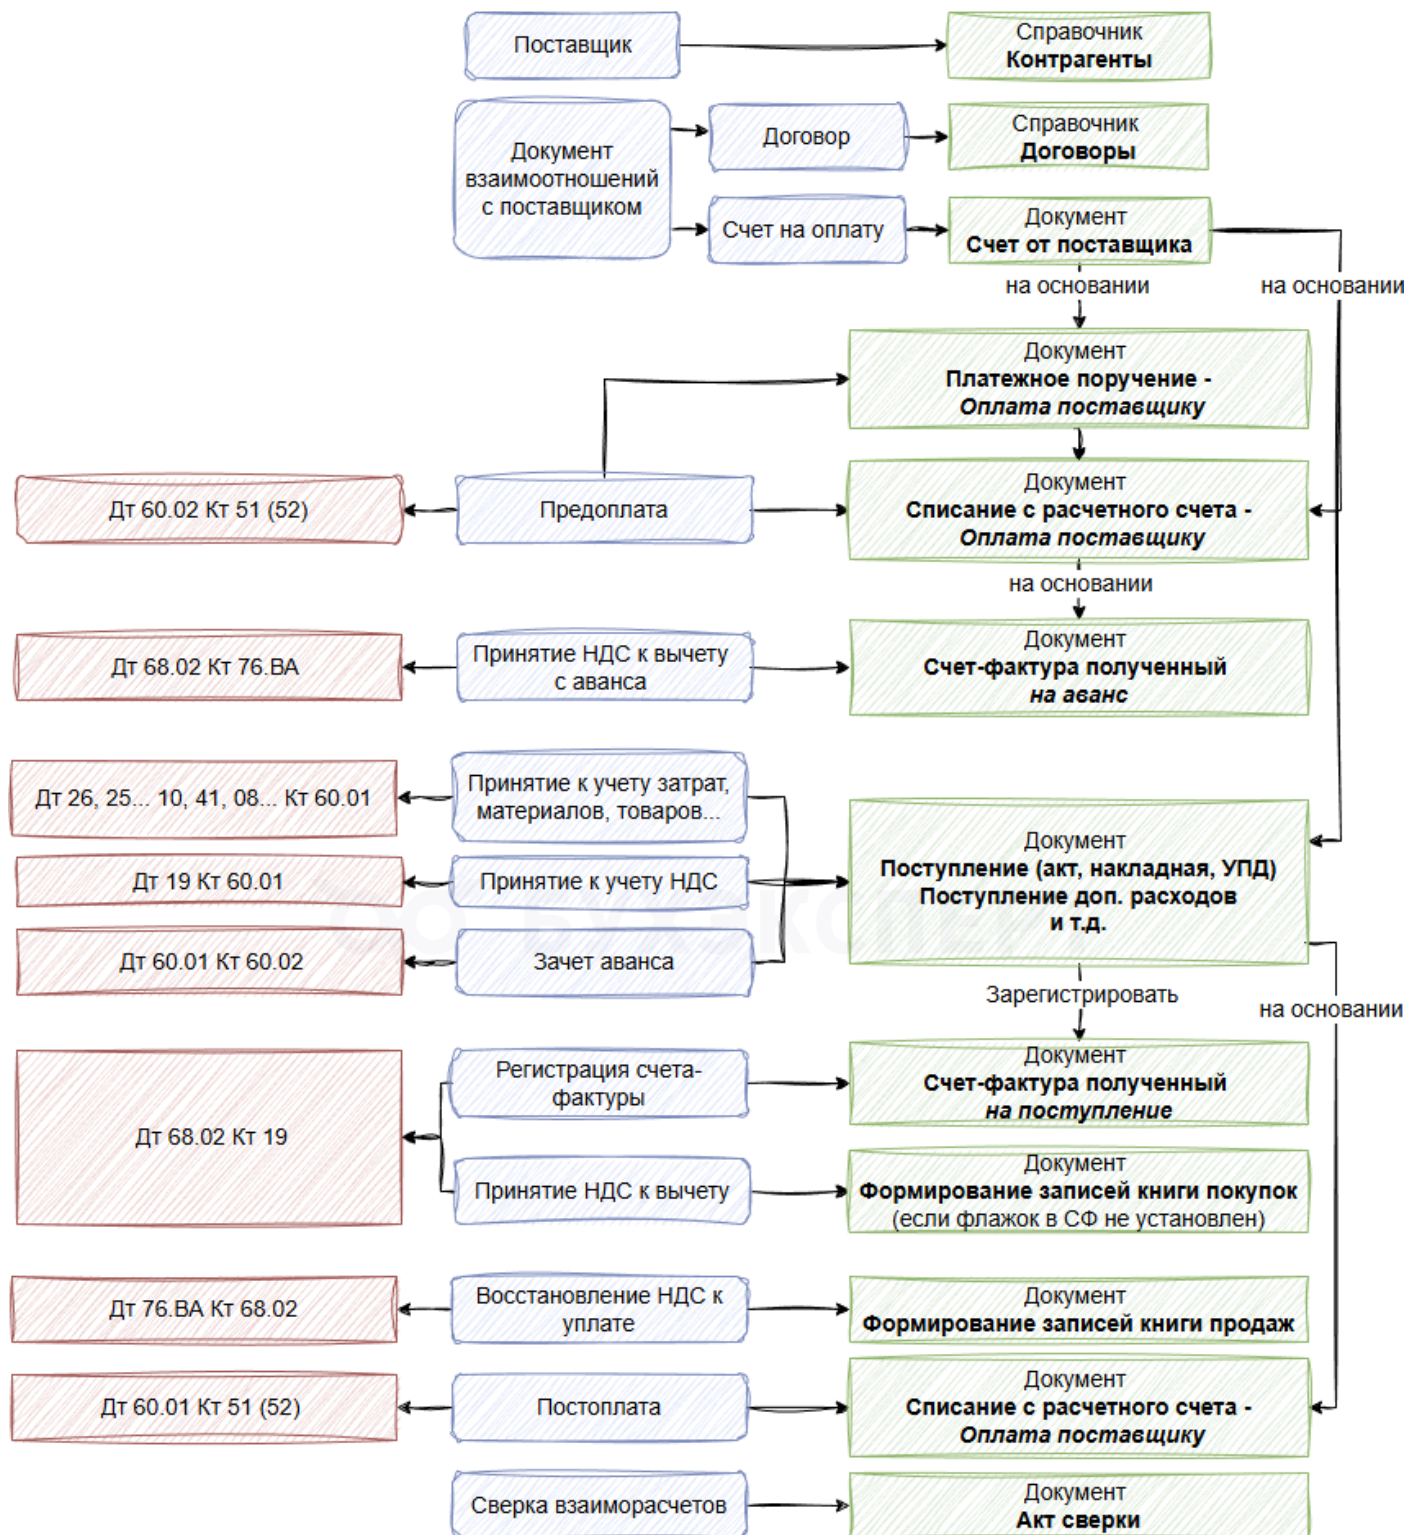 Поставщик
Справочник
Контрагенты
Документ
взаимоотношений
с поставщиком
Договор
Справочник
Договоры
Счет на оплату
Документ
Счет от поставщика
на основании
на основании
Документ
Платежное поручение -
Оплата поставщику
Дт 60.02 Кт 51 (52)
Предоплата
Документ
Списание с расчетного счета -
Оплата поставщику
на основании
Дт 68.02 Кт 76.ВА
Принятие НДС к вычету
с аванса
Документ
Счет-фактура полученный
на аванс
Дт 26, 25... 10, 41, 08... Кт 60.01
Принятие к учету затрат,
материалов, товаров...
Дт 19 Кт 60.01
Принятие к учету НДС
Документ
Поступление (акт, накладная, УПД)
Поступление доп. расходов
и т.д.
Дт 60.01 Кт 60.02
Зачет аванса
Зарегистрировать
на основании
Дт 68.02 Кт 19
Регистрация счета-
фактуры
Документ
Счет-фактура полученный
на поступление
Принятие НДС к вычету
Документ
Формирование записей книги покупок
(если флажок в СФ не установлен)
Дт 76.ВА Кт 68.02
Восстановление НДС к
уплате
Документ
Формирование записей книги продаж
Дт 60.01 Кт 51 (52)
Постоплата
Документ
Списание с расчетного счета -
Оплата поставщику
Сверка взаиморасчетов
Документ
Акт сверки